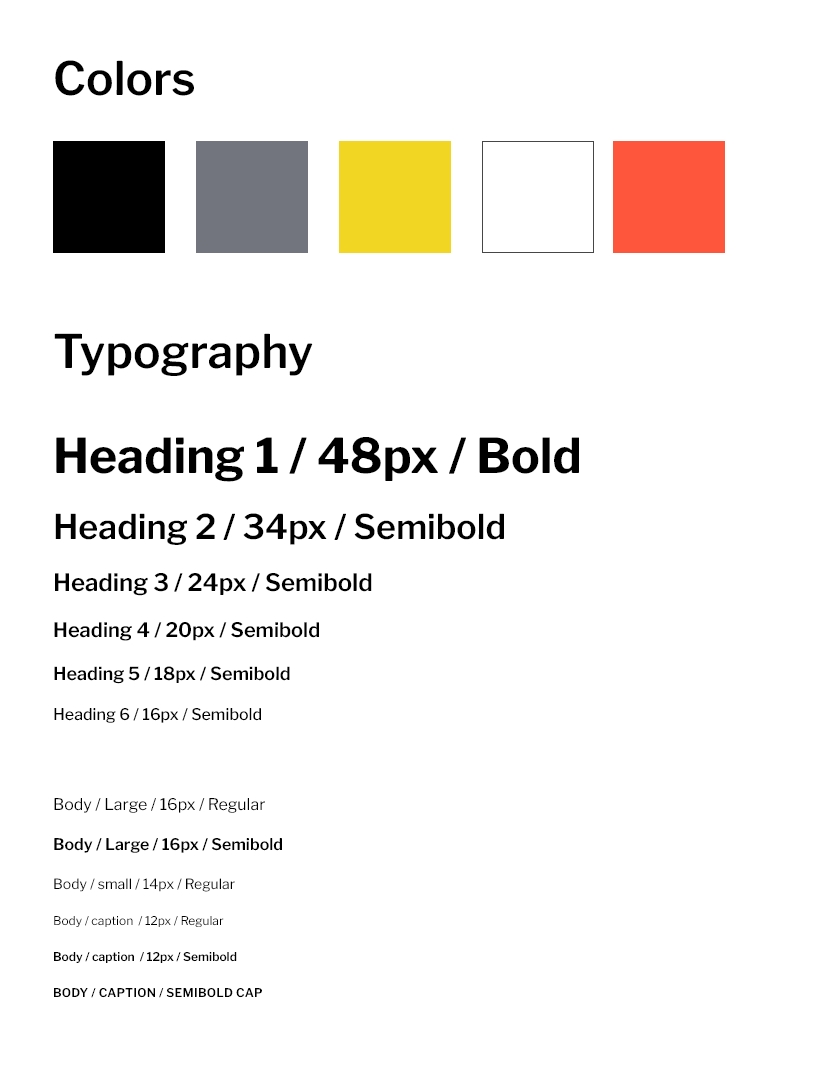 Colors
Typography
Heading 1 / 48px / Bold
Heading 2 / 34px / Semibold
Heading 3 / 24px / Semibold
Heading 4 / 20px / Semibold
Heading 5 / 18px / Semibold
Heading 6 / 16px / Semibold
Body / Large / 16px / Regular
Body / Large / 16px / Semibold
Body / small / 14px / Regular
Body / caption / 12px / Regular
Body / caption / 12px / Semibold
BODY / CAPTION / SEMIBOLD CAP